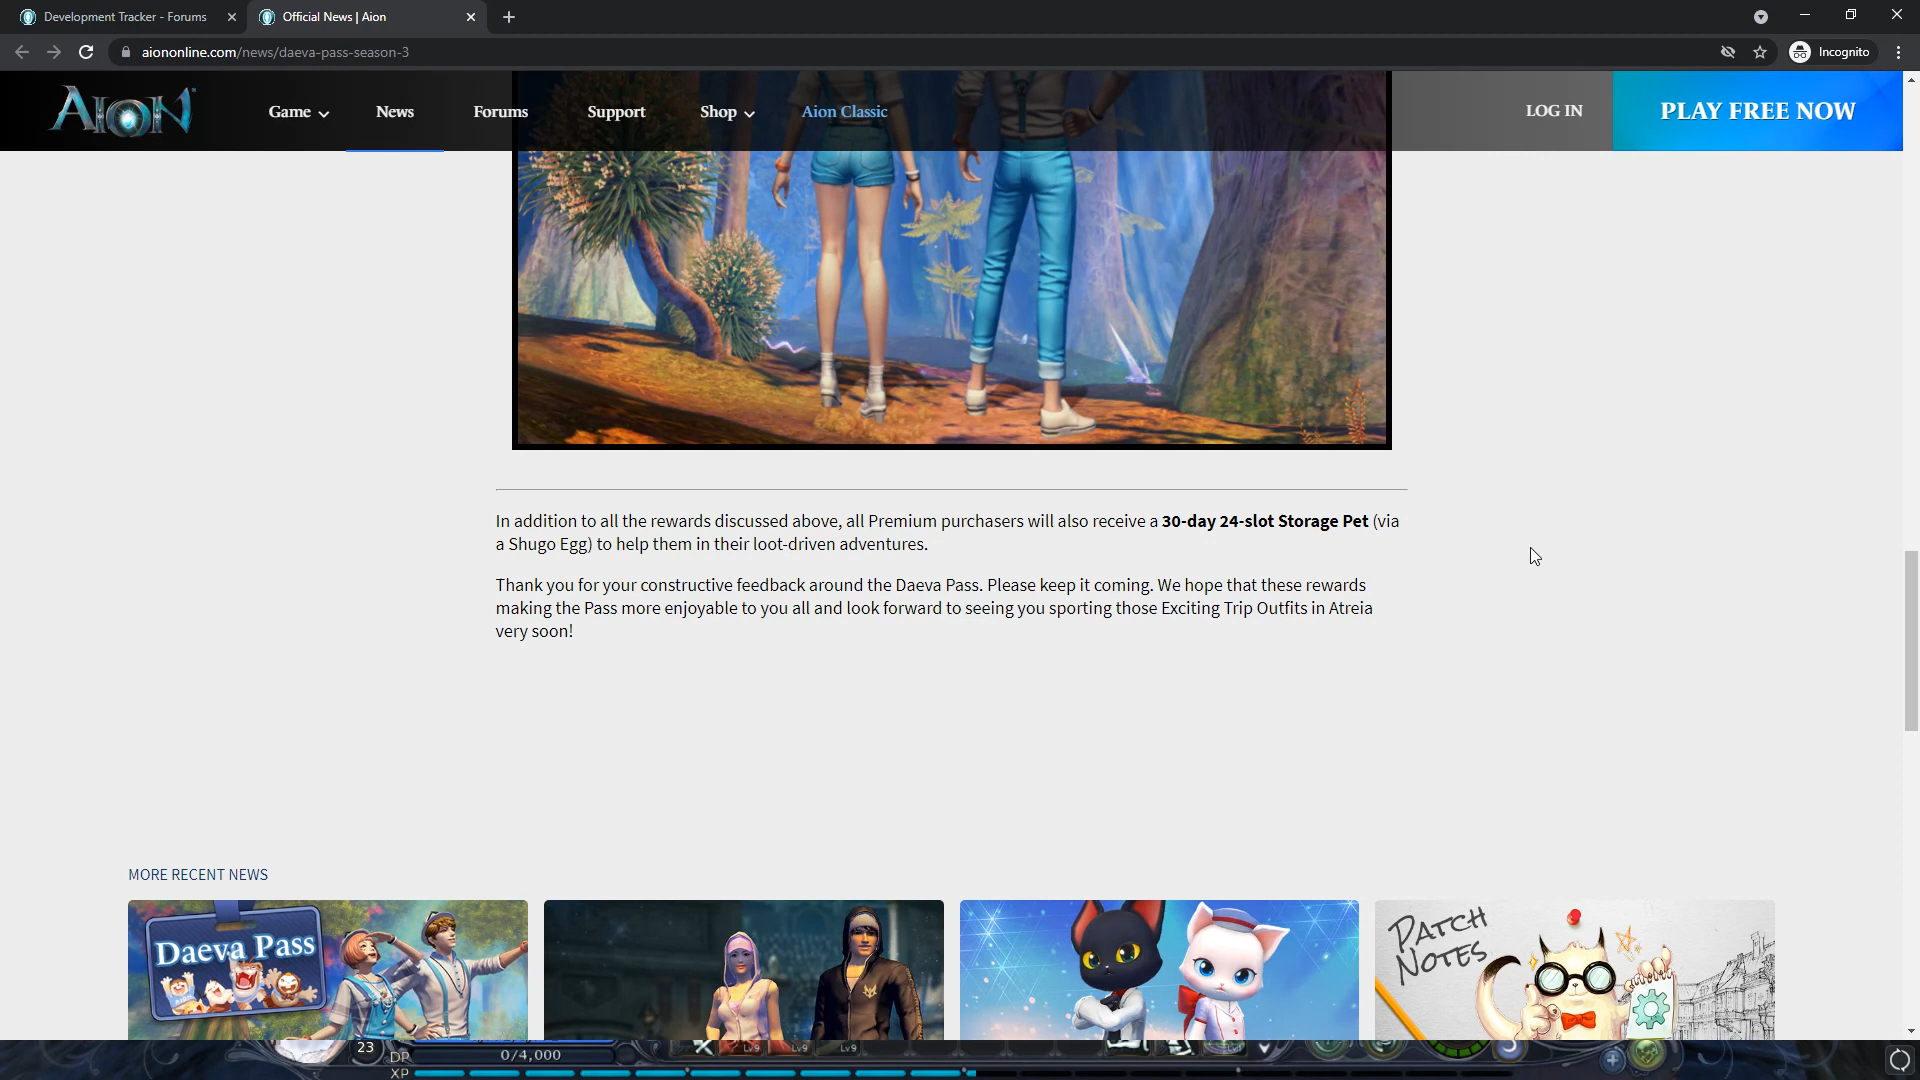 Development Tracker - Forums
Official News | Aion
aiononline.com/news/daeva-pass-season-3
Incognito
AION
Game
News
Forums
Support
Shop
Aion Classic
LOG IN
PLAY FREE NOW
In addition to all the rewards discussed above, all Premium purchasers will also receive a 30-day 24-slot Storage Pet (via
a Shugo Egg) to help them in their loot-driven adventures.
Thank you for your constructive feedback around the Daeva Pass. Please keep it coming. We hope that these rewards
making the Pass more enjoyable to you all and look forward to seeing you sporting those Exciting Trip Outfits in Atreia
very soon!
MORE RECENT NEWS
Daeva Pass
PATCH
NOTES
23
DP
0/4,000
Lv9
Lv9
Lv9
XP